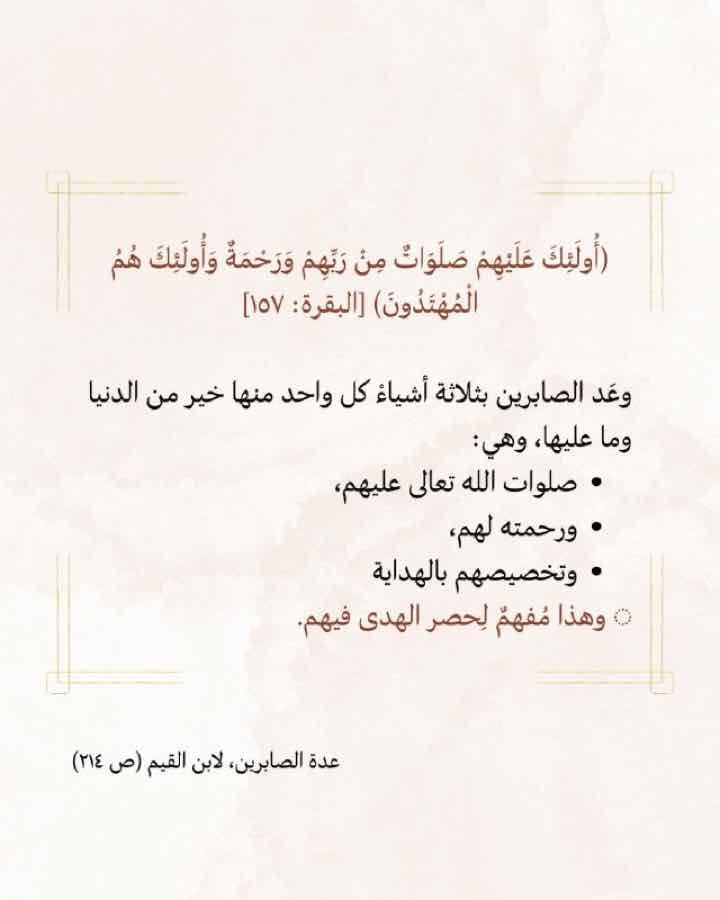 (أُولَئِكَ عَلَيْهِمْ صَلَوَاتٌ مِنْ رَبِّهِمْ وَرَحْمَةٌ وَأُولَئِكَ هُمُ
الْمُهْتَدُونَ) [البقرة: ١٥٧]
وعَد الصابرين بثلاثة أشياءْ كل واحد منها خير من الدنيا
وما عليها، وهي:
• صلوات الله تعالى عليهم،
• ورحمته لهم،
• وتخصيصهم بالهداية
◌ وهذا مُفهمٌ لِحصر الهدى فيهم.
عدة الصابرين، لابن القيم (ص ٢١٤)